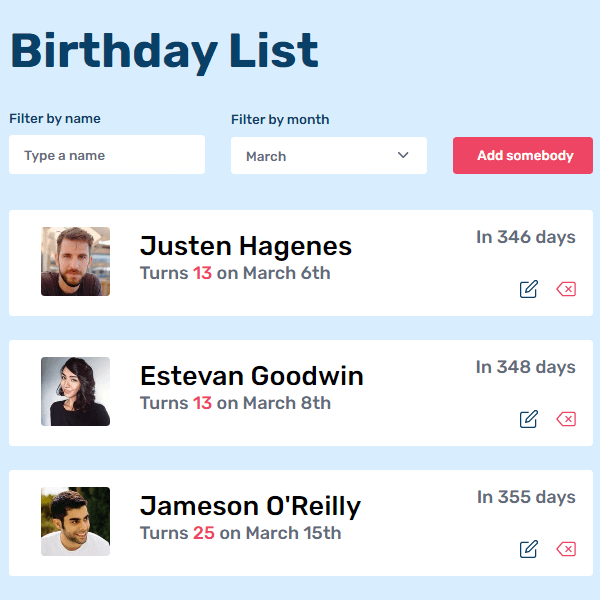 Birthday List
Filter by name
Filter by month
Type a name
March
Add somebody
Justen Hagenes
In 346 days
Turns 13 on March 6th
Estevan Goodwin
In 348 days
Turns 13 on March 8th
Jameson O'Reilly
In 355 days
Turns 25 on March 15th